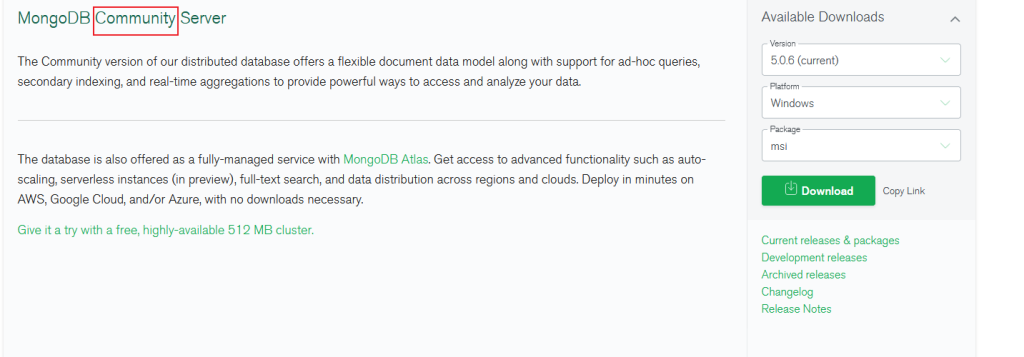 MongoDB Community Server
The Community version of our distributed database offers a flexible document data model along with support for ad-hoc queries,
secondary indexing, and real-time aggregations to provide powerful ways to access and analyze your data.
The database is also offered as a fully-managed service with MongoDB Atlas. Get access to advanced functionality such as auto-
scaling, serverless instances (in preview), full-text search, and data distribution across regions and clouds. Deploy in minutes on
AWS, Google Cloud, and/or Azure, with no downloads necessary.
Give it a try with a free, highly-available 512 MB cluster.
Available Downloads
Version
5.0.6 (current)
Platform
Windows
Package
msi
Download Copy Link
Current releases & packages
Development releases
Archived releases
Changelog
Release Notes